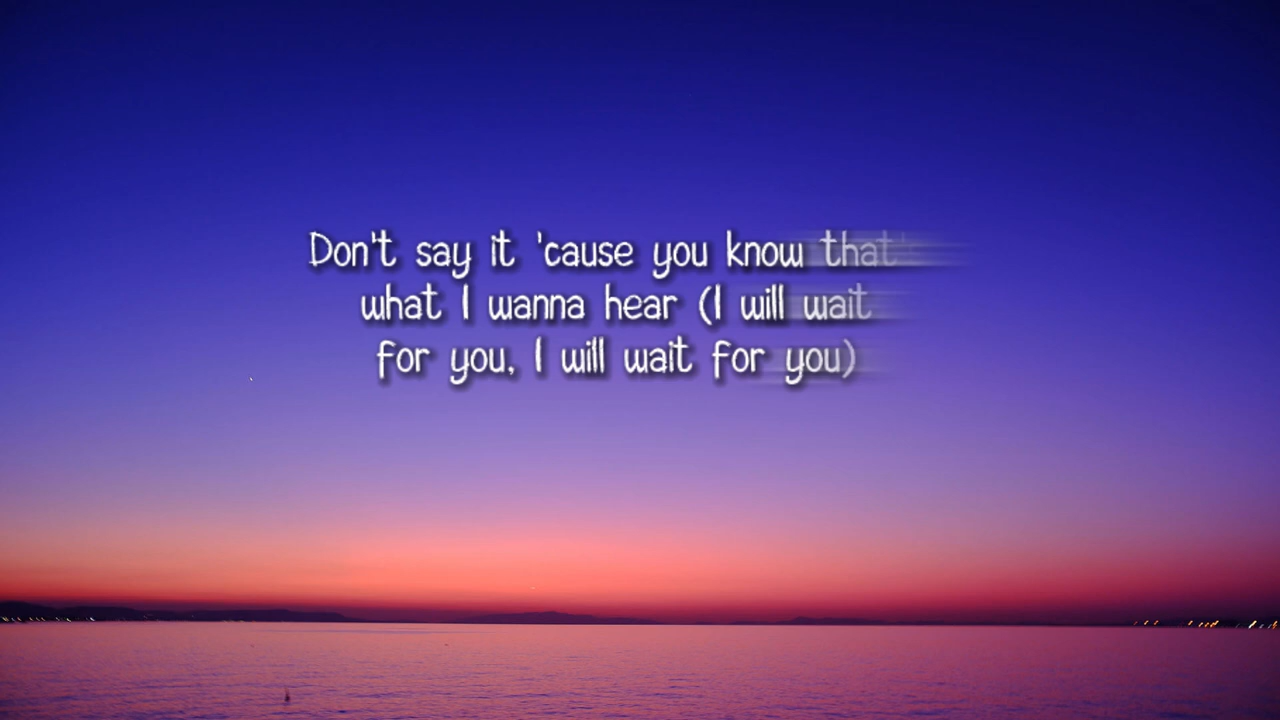 Don't say it 'cause you know that's
what I wanna hear (I will wait
for you, I will wait for you)